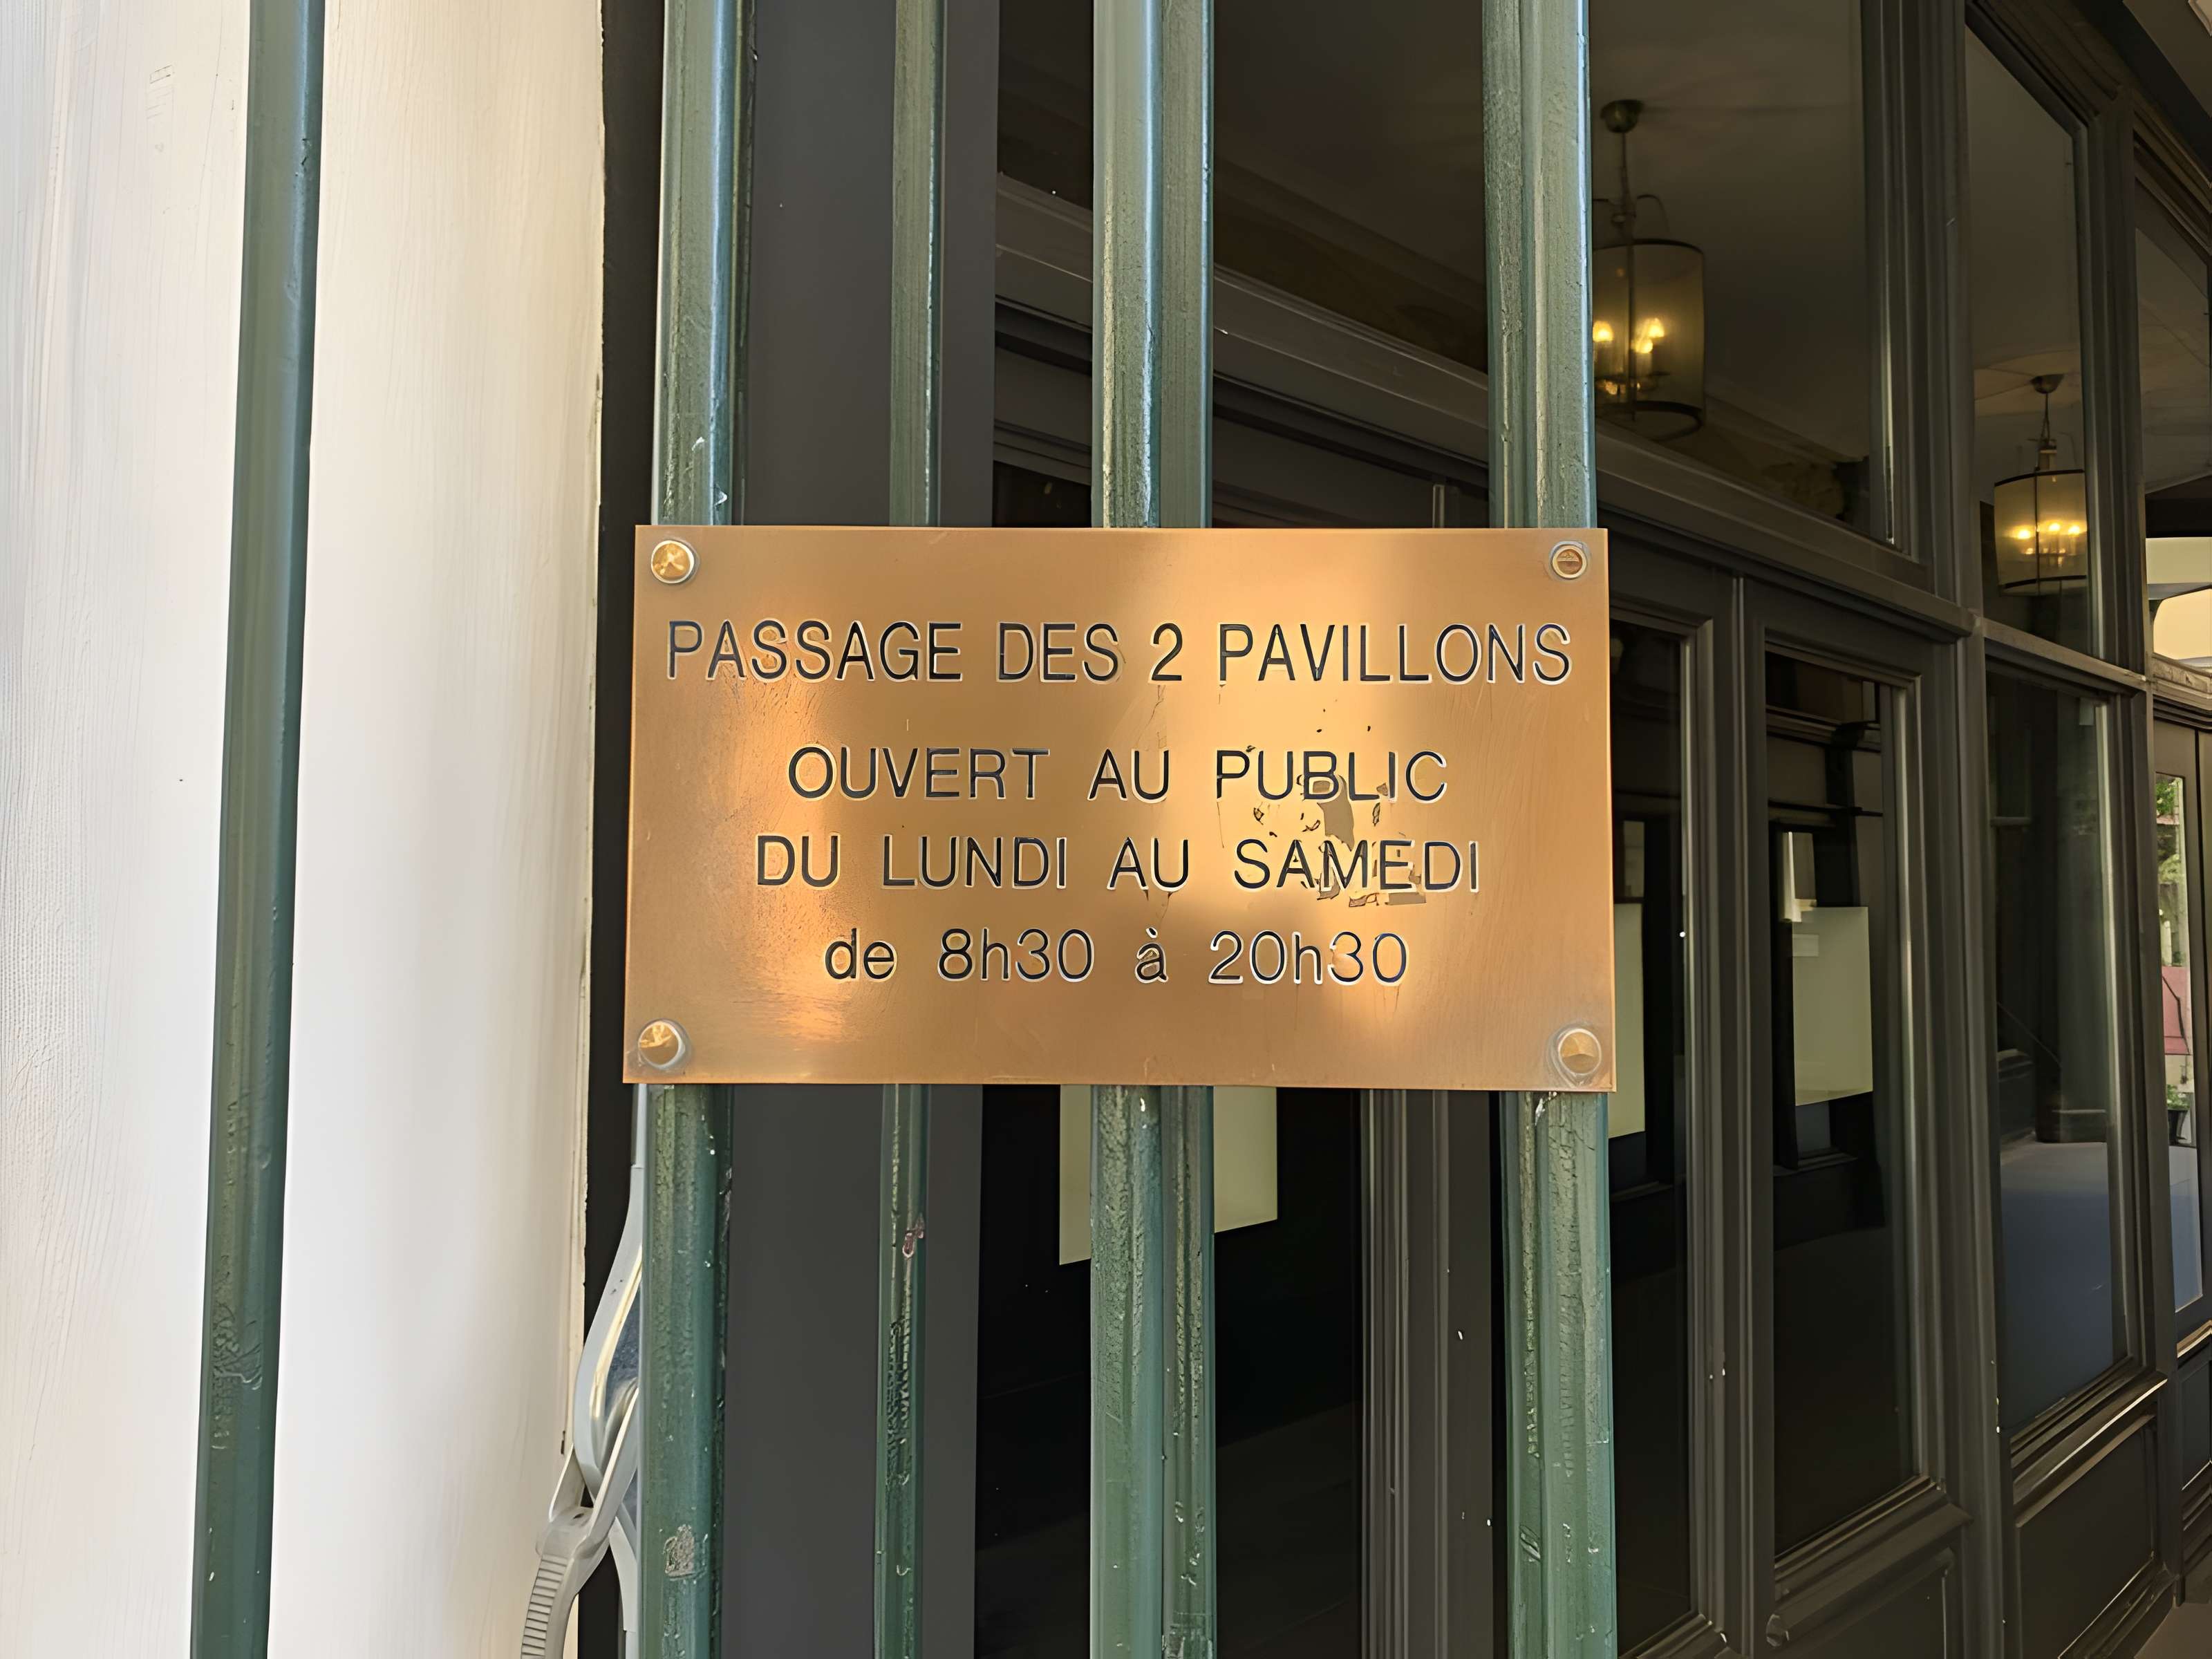 PASSAGE DES 2 PAVILLONS
OUVERT AU PUBLIC
DU LUNDI AU SAMEDI
de 8h30 à 20h30